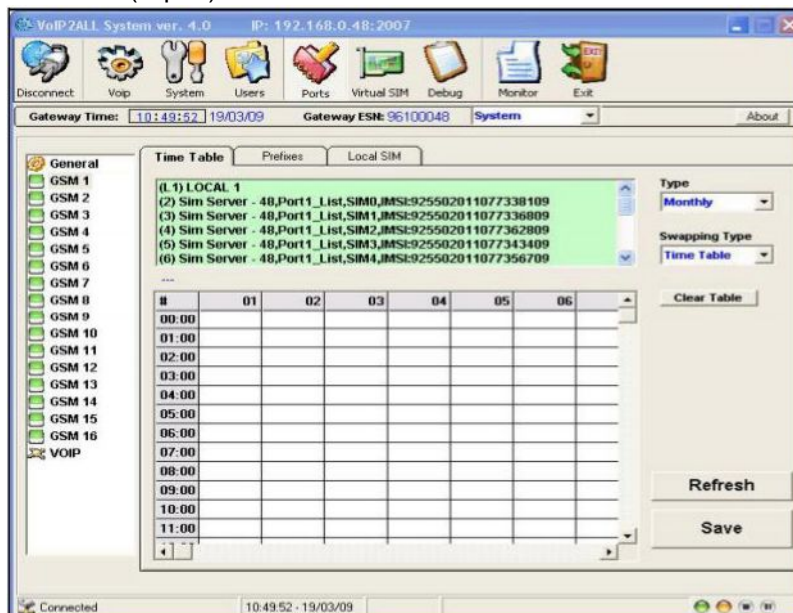 VoIP2ALL System ver. 4.0 IP: 192.168.0.48:2007
Disconnect Voip System Users Ports Virtual SIM Debug Monitor Exit
Gateway Time: 10:49:52 19/03/09 Gateway ESN: 96100048 System About
General
GSM 1
GSM 2
GSM 3
GSM 4
GSM 5
GSM 6
GSM 7
GSM 8
GSM 9
GSM 10
GSM 11
GSM 12
GSM 13
GSM 14
GSM 15
GSM 16
VOIP
Time Table Prefixes Local SIM
(L1) LOCAL 1
(2) Sim Server - 48,Port1_List,SIM0,IMSI:925502011077338109
(3) Sim Server - 48,Port1_List,SIM1,IMSI:925502011077336809
(4) Sim Server - 48,Port1_List,SIM2,IMSI:925502011077362809
(5) Sim Server - 48,Port1_List,SIM3,IMSI:925502011077343409
(6) Sim Server - 48,Port1_List,SIM4,IMSI:925502011077356709
---
# 01 02 03 04 05 06
00:00
01:00
02:00
03:00
04:00
05:00
06:00
07:00
08:00
09:00
10:00
11:00
Type
Monthly
Swapping Type
Time Table
Clear Table
Refresh
Save
Connected 10:49:52 - 19/03/09